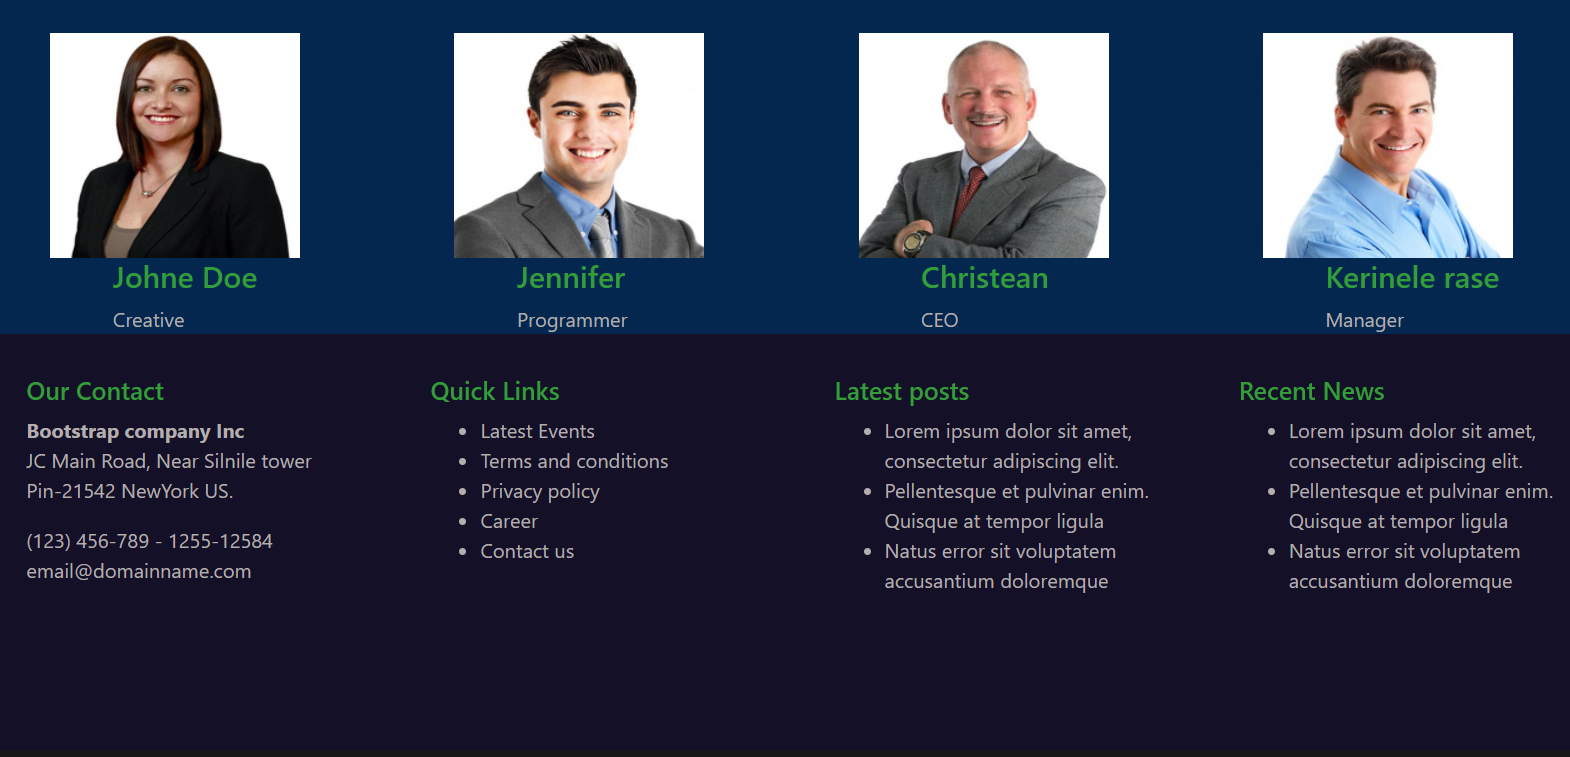 Johne Doe
Creative
Jennifer
Programmer
Christean
CEO
Kerinele rase
Manager
Our Contact
Bootstrap company Inc
JC Main Road, Near Silnile tower
Pin-21542 NewYork US.
(123) 456-789 - 1255-12584
email@domainname.com
Quick Links
Latest Events
Terms and conditions
Privacy policy
Career
Contact us
Latest posts
Lorem ipsum dolor sit amet,
consectetur adipiscing elit.
Pellentesque et pulvinar enim.
Quisque at tempor ligula
Natus error sit voluptatem
accusantium doloremque
Recent News
Lorem ipsum dolor sit amet,
consectetur adipiscing elit.
Pellentesque et pulvinar enim.
Quisque at tempor ligula
Natus error sit voluptatem
accusantium doloremque